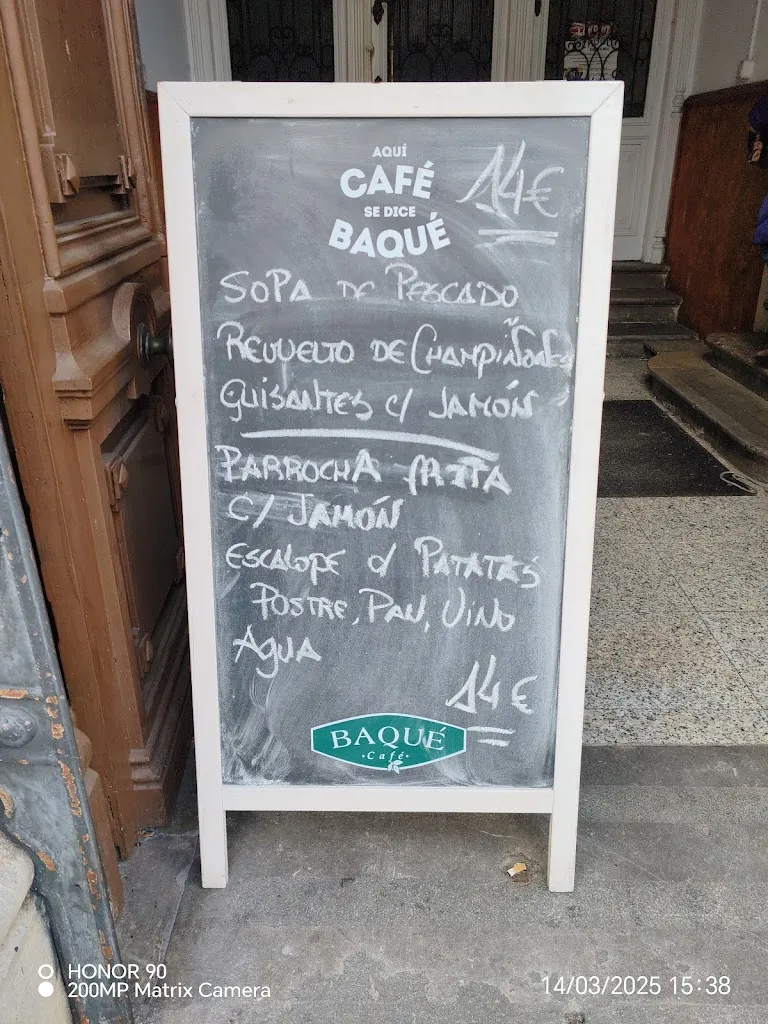 AQUÍ
CAFÉ
SE DICE
BAQUÉ
14€
SOPA DE PESCADO
REVUELTO DE CHAMPIÑONES
GUISANTES C/ JAMÓN
PARROCHA FRITA
C/ JAMÓN
ESCALOPE C/ PATATAS
POSTRE, PAN, VINO
AGUA
14€
BAQUÉ
Café
HONOR 90
200MP Matrix Camera
14/03/2025 15:38